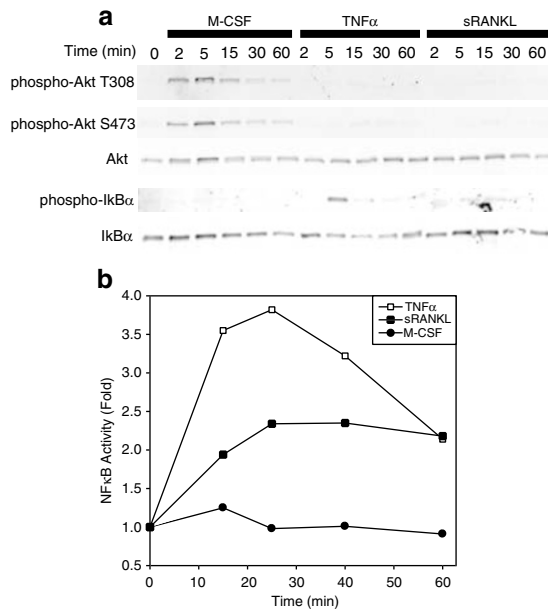 a
M-CSF TNFα sRANKL
Time (min) 0 2 5 15 30 60 2 5 15 30 60 2 5 15 30 60
phospho-Akt T308
phospho-Akt S473
Akt
phospho-IkBα
IkBα
b
4.0
3.5
3.0
2.5
2.0
1.5
1.0
0.5
NFκB Activity (Fold)
TNFα
sRANKL
M-CSF
0 10 20 30 40 50 60
Time (min)